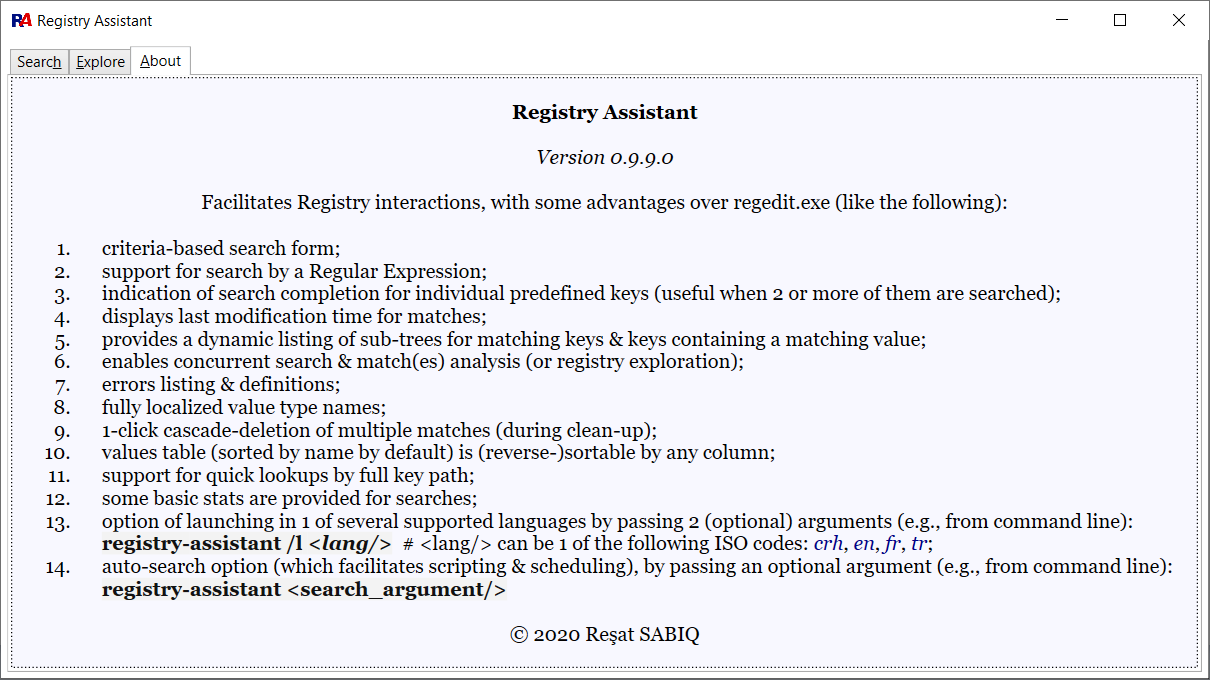 RA Registry Assistant
Search Explore About
Registry Assistant
Version 0.9.9.0
Facilitates Registry interactions, with some advantages over regedit.exe (like the following):
1. criteria-based search form;
2. support for search by a Regular Expression;
3. indication of search completion for individual predefined keys (useful when 2 or more of them are searched);
4. displays last modification time for matches;
5. provides a dynamic listing of sub-trees for matching keys & keys containing a matching value;
6. enables concurrent search & match(es) analysis (or registry exploration);
7. errors listing & definitions;
8. fully localized value type names;
9. 1-click cascade-deletion of multiple matches (during clean-up);
10. values table (sorted by name by default) is (reverse-)sortable by any column;
11. support for quick lookups by full key path;
12. some basic stats are provided for searches;
13. option of launching in 1 of several supported languages by passing 2 (optional) arguments (e.g., from command line):
registry-assistant /l <lang/> # <lang/> can be 1 of the following ISO codes: crh, en, fr, tr;
14. auto-search option (which facilitates scripting & scheduling), by passing an optional argument (e.g., from command line):
registry-assistant <search_argument/>
© 2020 Reşat SABIQ